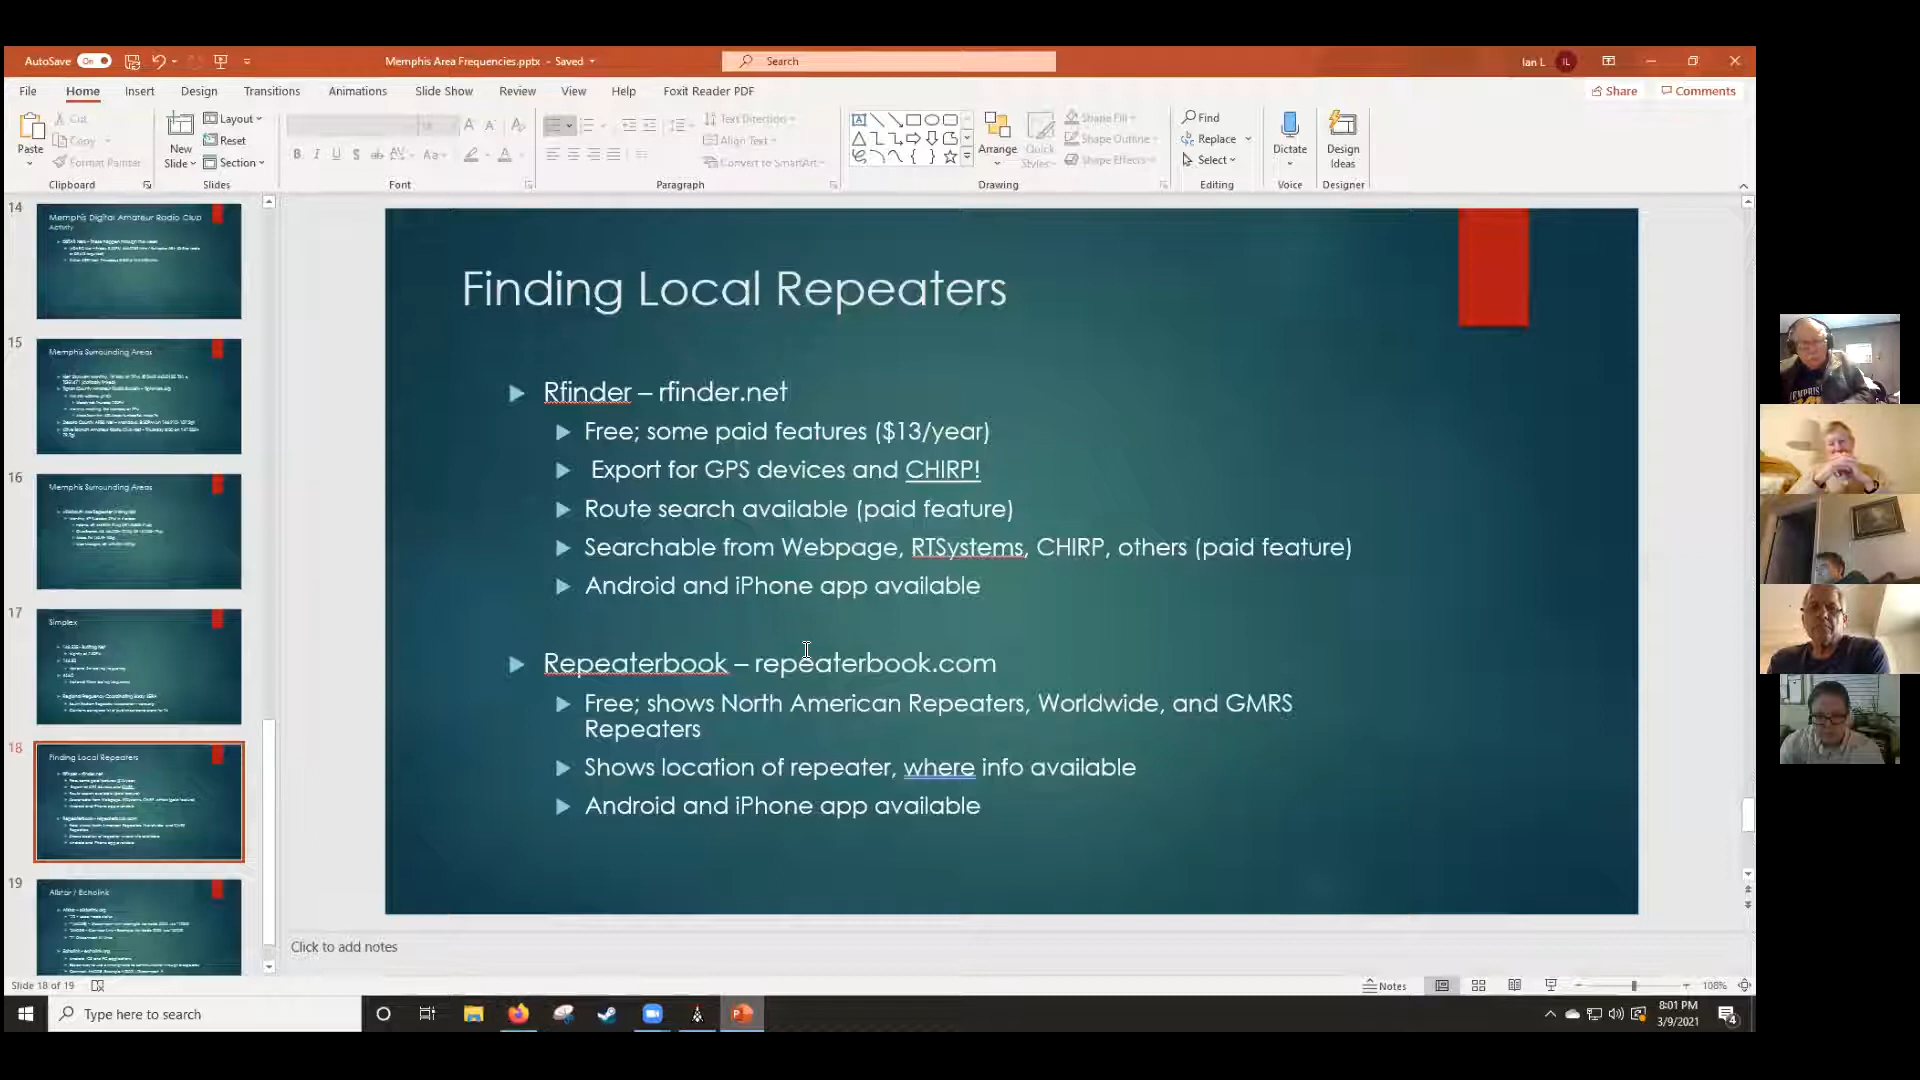 AutoSave On Memphis Area Frequencies.pptx - Saved Search Ian L IL
File Home Insert Design Transitions Animations Slide Show Review View Help Foxit Reader PDF Share Comments
Paste Cut Copy Format Painter
Clipboard
New Slide Layout Reset Section
Slides
Font
Text Direction
Align Text
Convert to SmartArt
Paragraph
Arrange Quick Styles Shape Fill Shape Outline Shape Effects
Drawing
Find
Replace
Select
Editing
Dictate
Voice
Design Ideas
Designer
14
Memphis Digital Amateur Radio Club
Activity
15
Memphis Surrounding Areas
16
Memphis Surrounding Areas
17
Simplex
18
Finding Local Repeaters
19
Allstar / Echolink
Finding Local Repeaters
Rfinder – rfinder.net
Free; some paid features ($13/year)
Export for GPS devices and CHIRP!
Route search available (paid feature)
Searchable from Webpage, RTSystems, CHIRP, others (paid feature)
Android and iPhone app available
Repeaterbook – repeaterbook.com
Free; shows North American Repeaters, Worldwide, and GMRS
Repeaters
Shows location of repeater, where info available
Android and iPhone app available
Click to add notes
Slide 18 of 19 Notes 108%
Type here to search
8:01 PM
3/9/2021
4